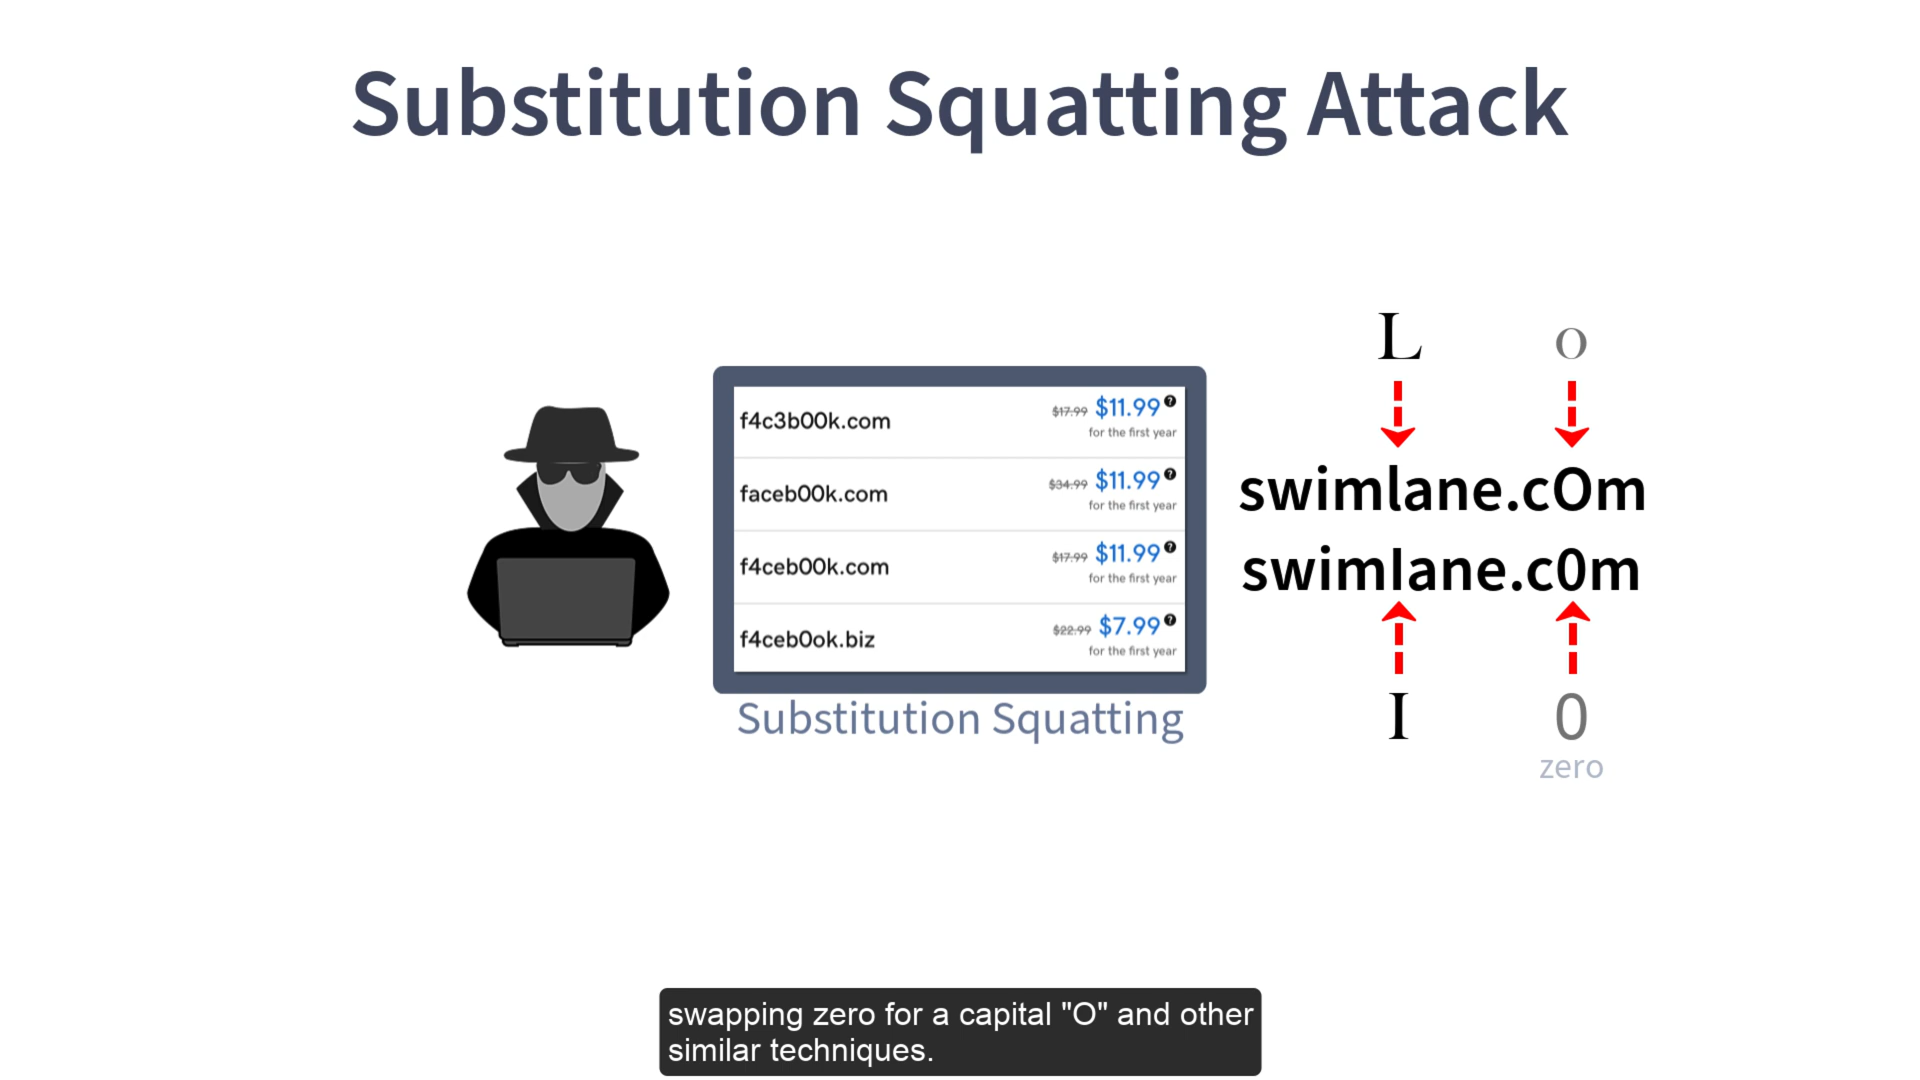 Substitution Squatting Attack
L o
f4c3b00k.com $17.99 $11.99 ?
for the first year
faceb00k.com $34.99 $11.99 ?
for the first year
f4ceb00k.com $17.99 $11.99 ?
for the first year
f4ceb0ok.biz $22.99 $7.99 ?
for the first year
Substitution Squatting
swimlane.cOm
swimIane.c0m
I 0
zero
swapping zero for a capital "O" and other
similar techniques.